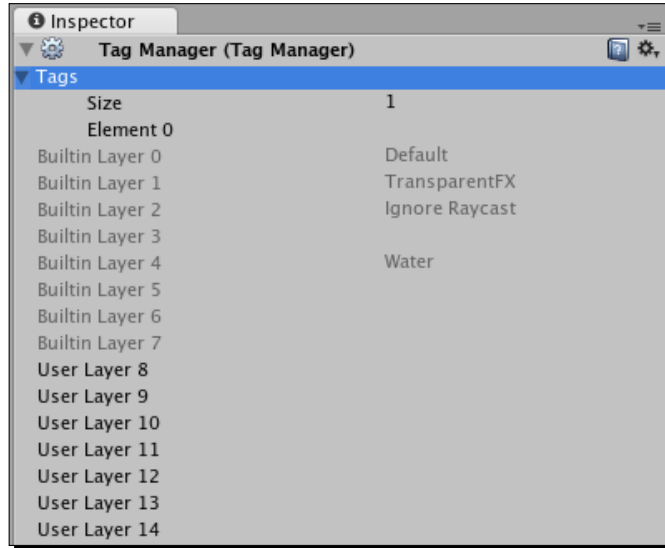 Inspector
Tag Manager (Tag Manager)
Tags
Size 1
Element 0
Builtin Layer 0 Default
Builtin Layer 1 TransparentFX
Builtin Layer 2 Ignore Raycast
Builtin Layer 3
Builtin Layer 4 Water
Builtin Layer 5
Builtin Layer 6
Builtin Layer 7
User Layer 8
User Layer 9
User Layer 10
User Layer 11
User Layer 12
User Layer 13
User Layer 14